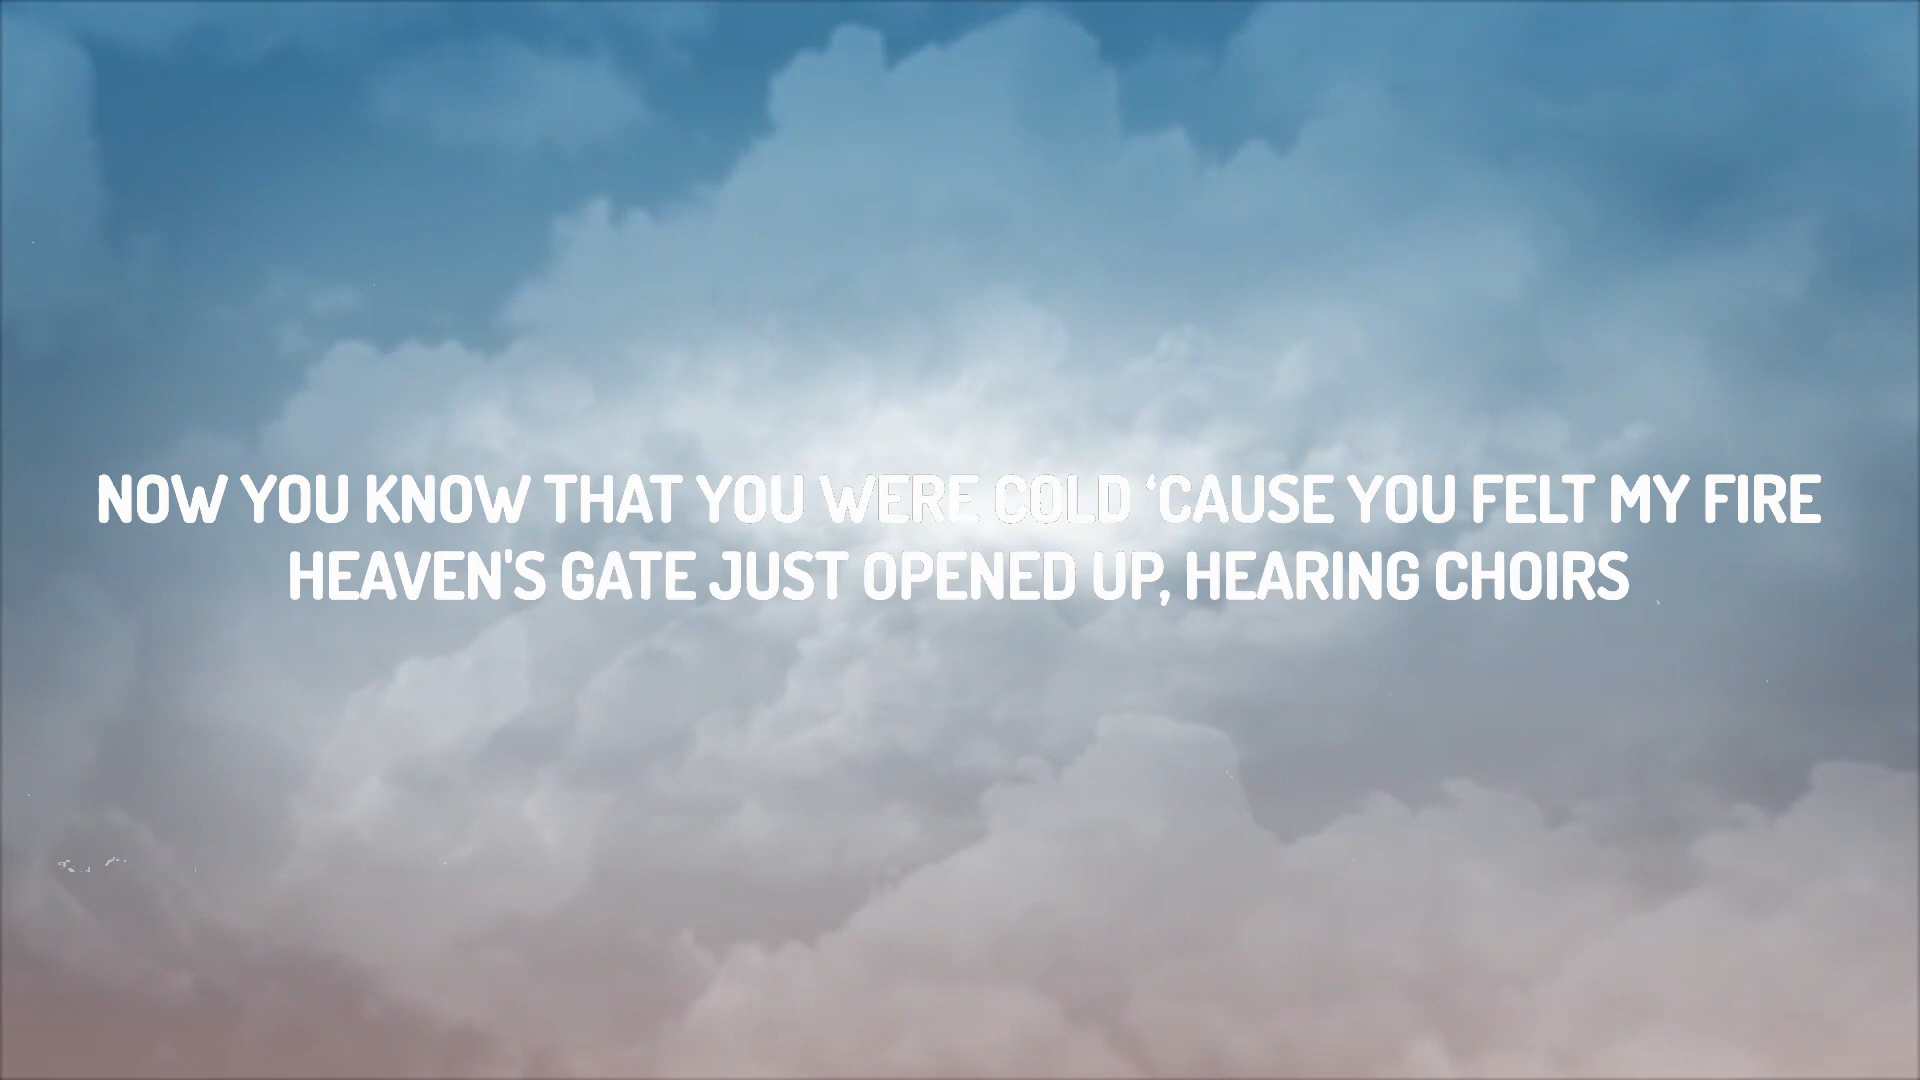 NOW YOU KNOW THAT YOU WERE COLD ‘CAUSE YOU FELT MY FIRE
HEAVEN'S GATE JUST OPENED UP, HEARING CHOIRS